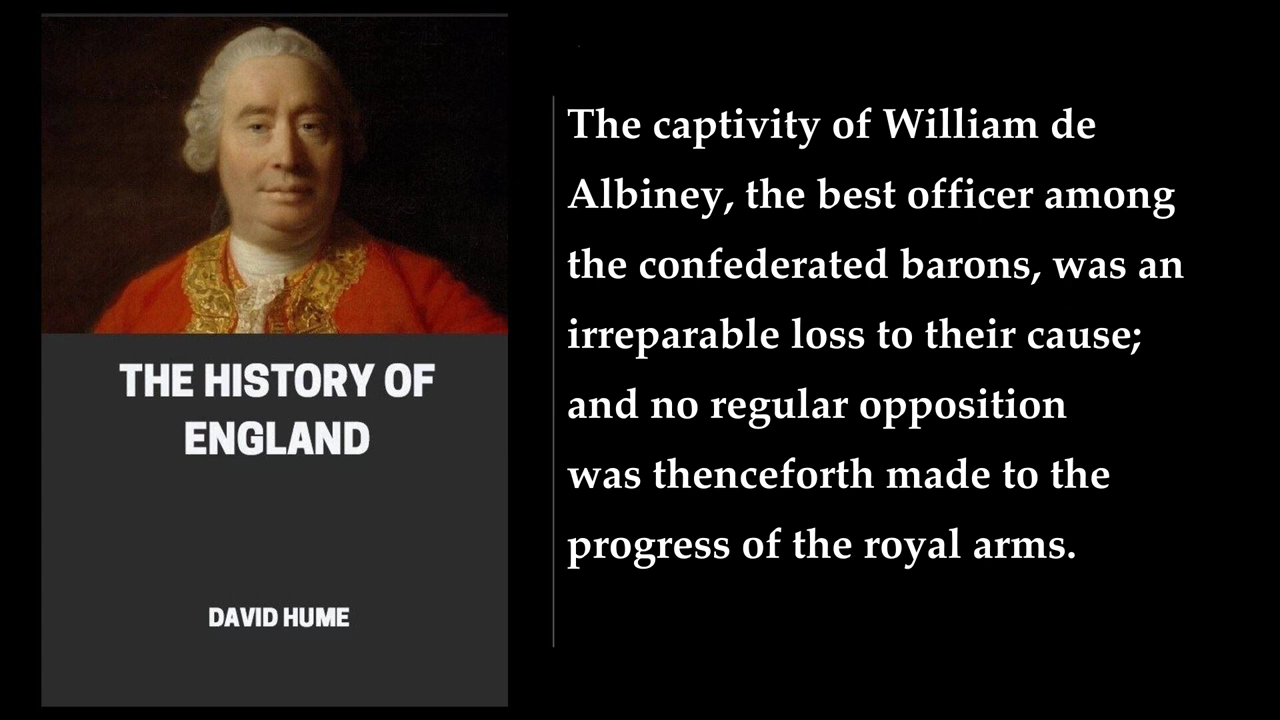 THE HISTORY OF
ENGLAND
DAVID HUME
The captivity of William de
Albiney, the best officer among
the confederated barons, was an
irreparable loss to their cause;
and no regular opposition
was thenceforth made to the
progress of the royal arms.